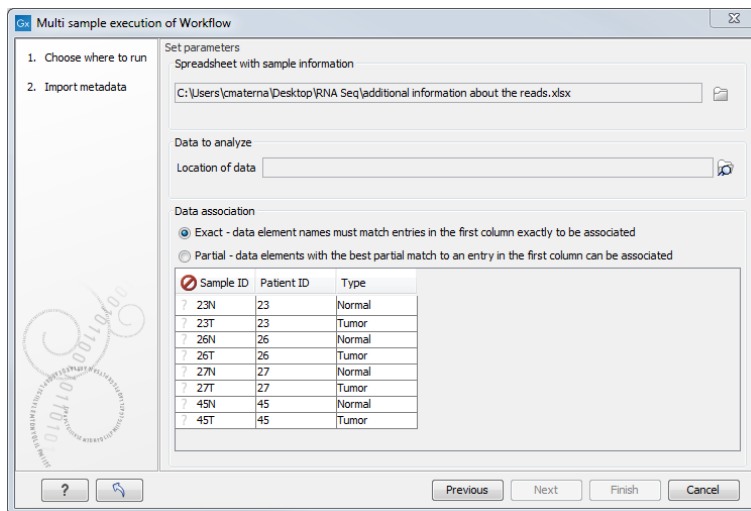 Gx Multi sample execution of Workflow
1. Choose where to run
2. Import metadata
Set parameters
Spreadsheet with sample information
C:\Users\cmaterna\Desktop\RNA Seq\additional information about the reads.xlsx
Data to analyze
Location of data
Data association
Exact - data element names must match entries in the first column exactly to be associated
Partial - data elements with the best partial match to an entry in the first column can be associated
Sample ID Patient ID Type
? 23N 23 Normal
? 23T 23 Tumor
? 26N 26 Normal
? 26T 26 Tumor
? 27N 27 Normal
? 27T 27 Tumor
? 45N 45 Normal
? 45T 45 Tumor
? Previous Next Finish Cancel